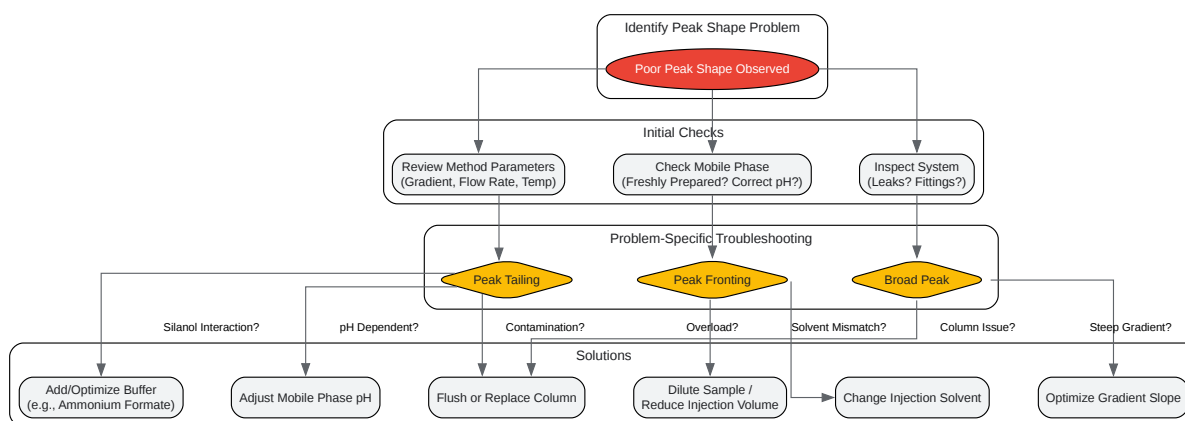 Identify Peak Shape Problem
Poor Peak Shape Observed
Initial Checks
Review Method Parameters
(Gradient, Flow Rate, Temp)
Check Mobile Phase
(Freshly Prepared? Correct pH?)
Inspect System
(Leaks? Fittings?)
Problem-Specific Troubleshooting
Peak Tailing
Peak Fronting
Broad Peak
Silanol Interaction?
pH Dependent?
Contamination?
Overload?
Solvent Mismatch?
Column Issue?
Steep Gradient?
Solutions
Add/Optimize Buffer
(e.g., Ammonium Formate)
Adjust Mobile Phase pH
Flush or Replace Column
Dilute Sample /
Reduce Injection Volume
Change Injection Solvent
Optimize Gradient Slope